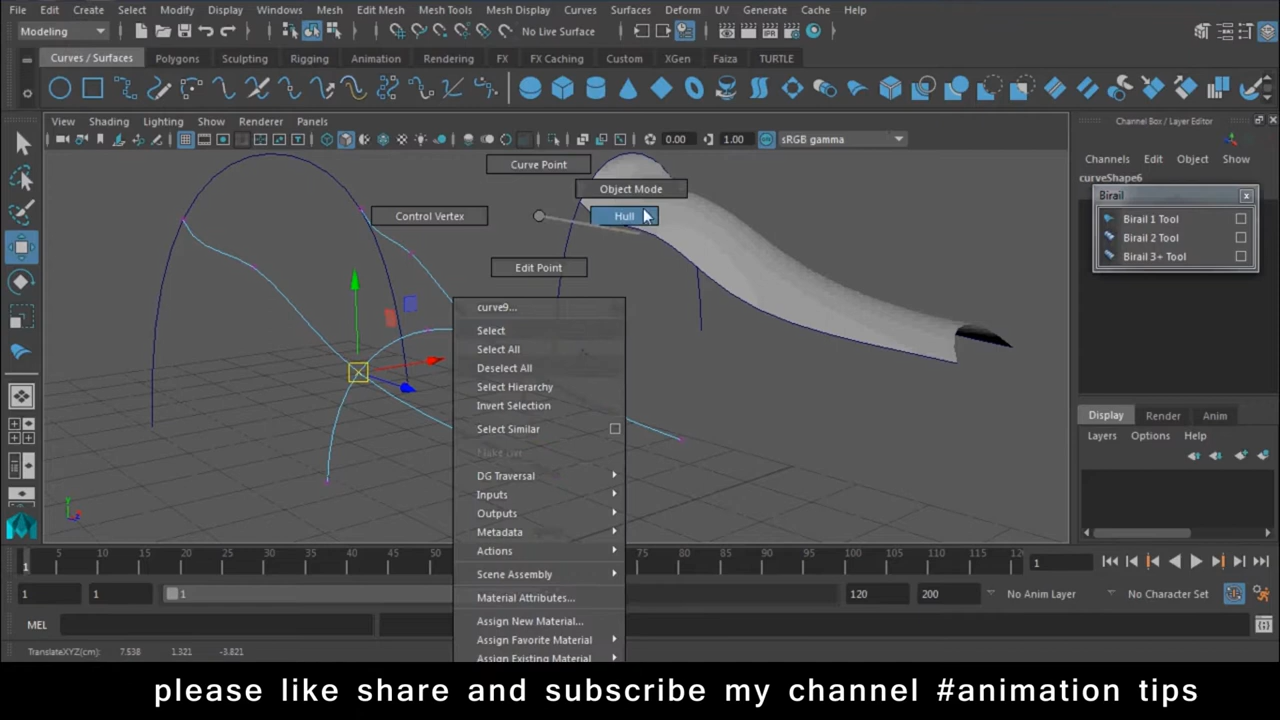 File Edit Create Select Modify Display Windows Mesh Edit Mesh Mesh Tools Mesh Display Curves Surfaces Deform UV Generate Cache Help
Modeling No Live Surface
Curves / Surfaces Polygons Sculpting Rigging Animation Rendering FX FX Caching Custom XGen Faiza TURTLE
View Shading Lighting Show Renderer Panels
0.00 1.00 sRGB gamma
Channel Box / Layer Editor
Channels Edit Object Show
curveShape6
Birail
Birail 1 Tool
Birail 2 Tool
Birail 3+ Tool
Curve Point
Object Mode
Control Vertex
Hull
Edit Point
curve9...
Select
Select All
Deselect All
Select Hierarchy
Invert Selection
Select Similar
DG Traversal
Inputs
Outputs
Metadata
Actions
Scene Assembly
Material Attributes...
Assign New Material...
Assign Favorite Material
Assign Existing Material
Display Render Anim
Layers Options Help
5 10 15 20 25 30 35 40 45 50 75 80 85 90 95 100 105 110 115 12
1 1
1 1 1 120 200 No Anim Layer No Character Set
MEL
TranslateXYZ(cm): 7.538 1.321 -3.821
please like share and subscribe my channel #animation tips